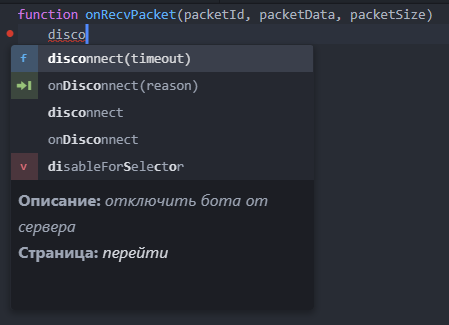 function onRecvPacket(packetId, packetData, packetSize)
disco
f disconnect(timeout)
onDisconnect(reason)
disconnect
onDisconnect
v disableForSelector
Описание: отключить бота от
сервера
Страница: перейти